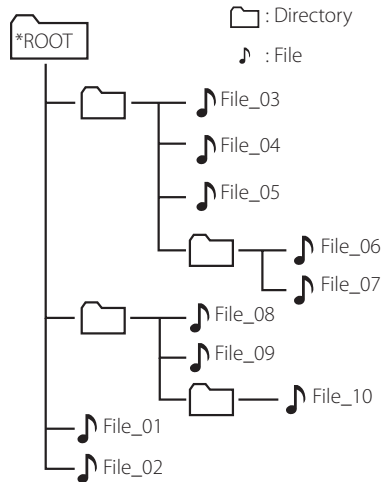 *ROOT
: Directory
: File
File_03
File_04
File_05
File_06
File_07
File_08
File_09
File_10
File_01
File_02